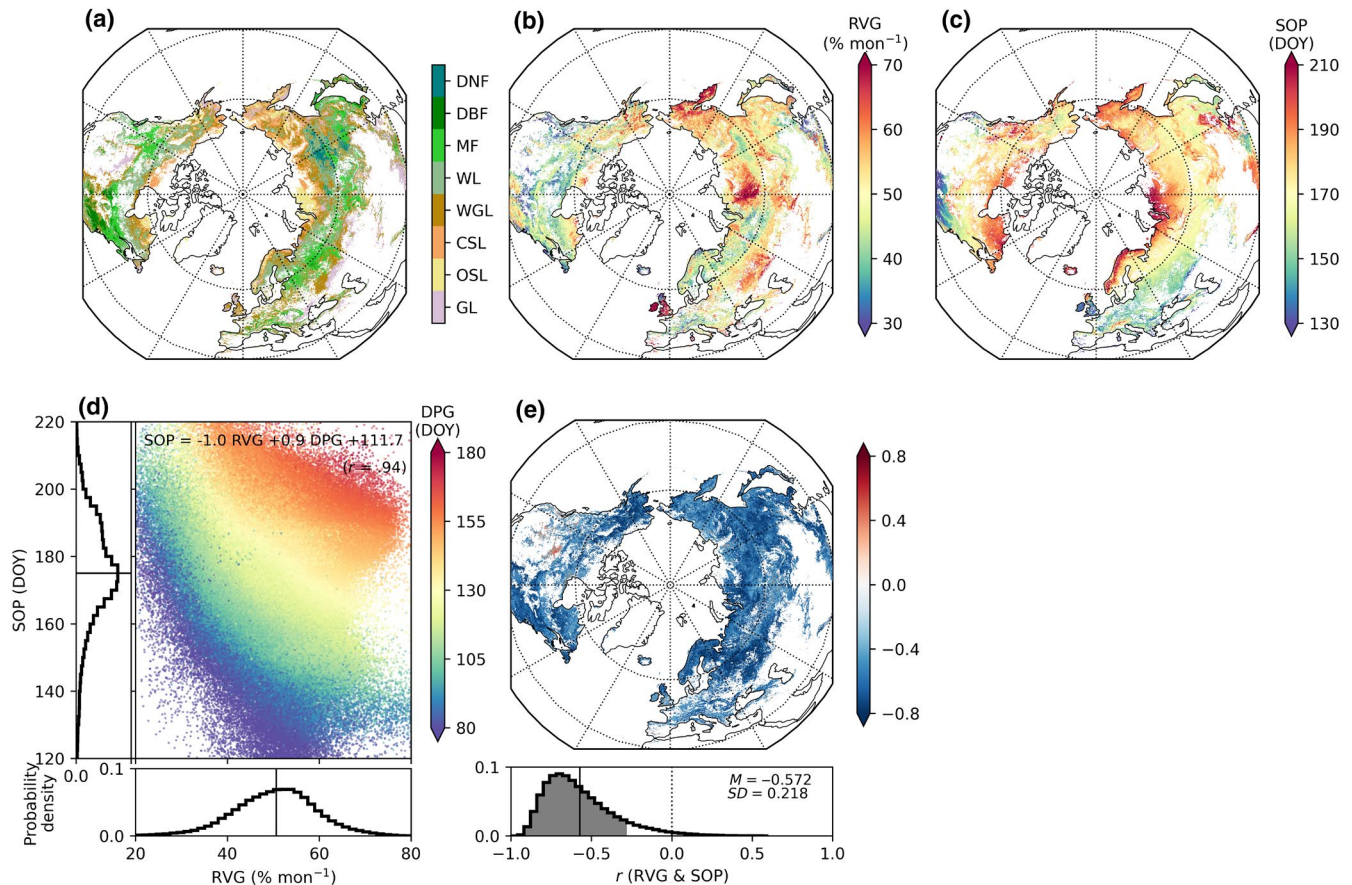 (a)
DNF
DBF
MF
WL
WGL
CSL
OSL
GL
(b)
RVG
(% mon⁻¹)
70
60
50
40
30
(c)
SOP
(DOY)
210
190
170
150
130
(d)
SOP = -1.0 RVG +0.9 DPG +111.7
(r = .94)
220
200
180
160
140
120
SOP (DOY)
DPG
(DOY)
180
155
130
105
80
0.0
0.1
0.0
Probability
density
20
40
60
80
RVG (% mon⁻¹)
(e)
0.8
0.4
0.0
−0.4
−0.8
0.1
0.0
M = −0.572
SD = 0.218
−1.0
−0.5
0.0
0.5
1.0
r (RVG & SOP)